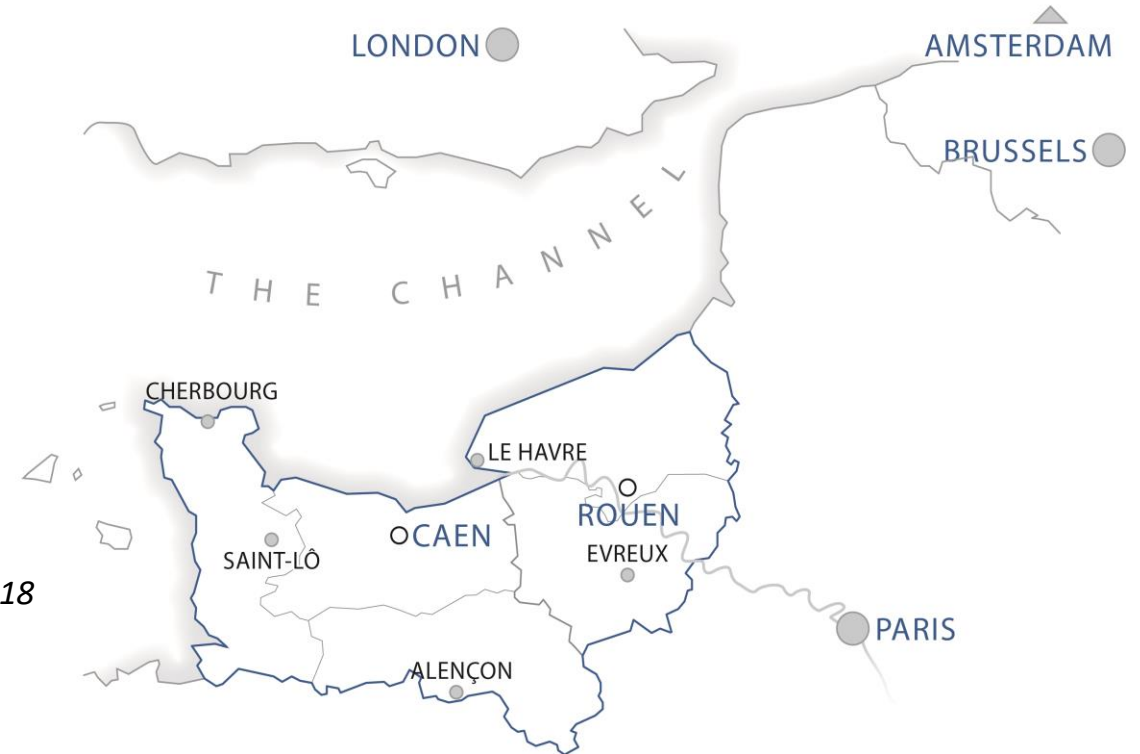 LONDON
AMSTERDAM
BRUSSELS
THE CHANNEL
CHERBOURG
LE HAVRE
ROUEN
CAEN
SAINT-LÔ
EVREUX
18
PARIS
ALENÇON